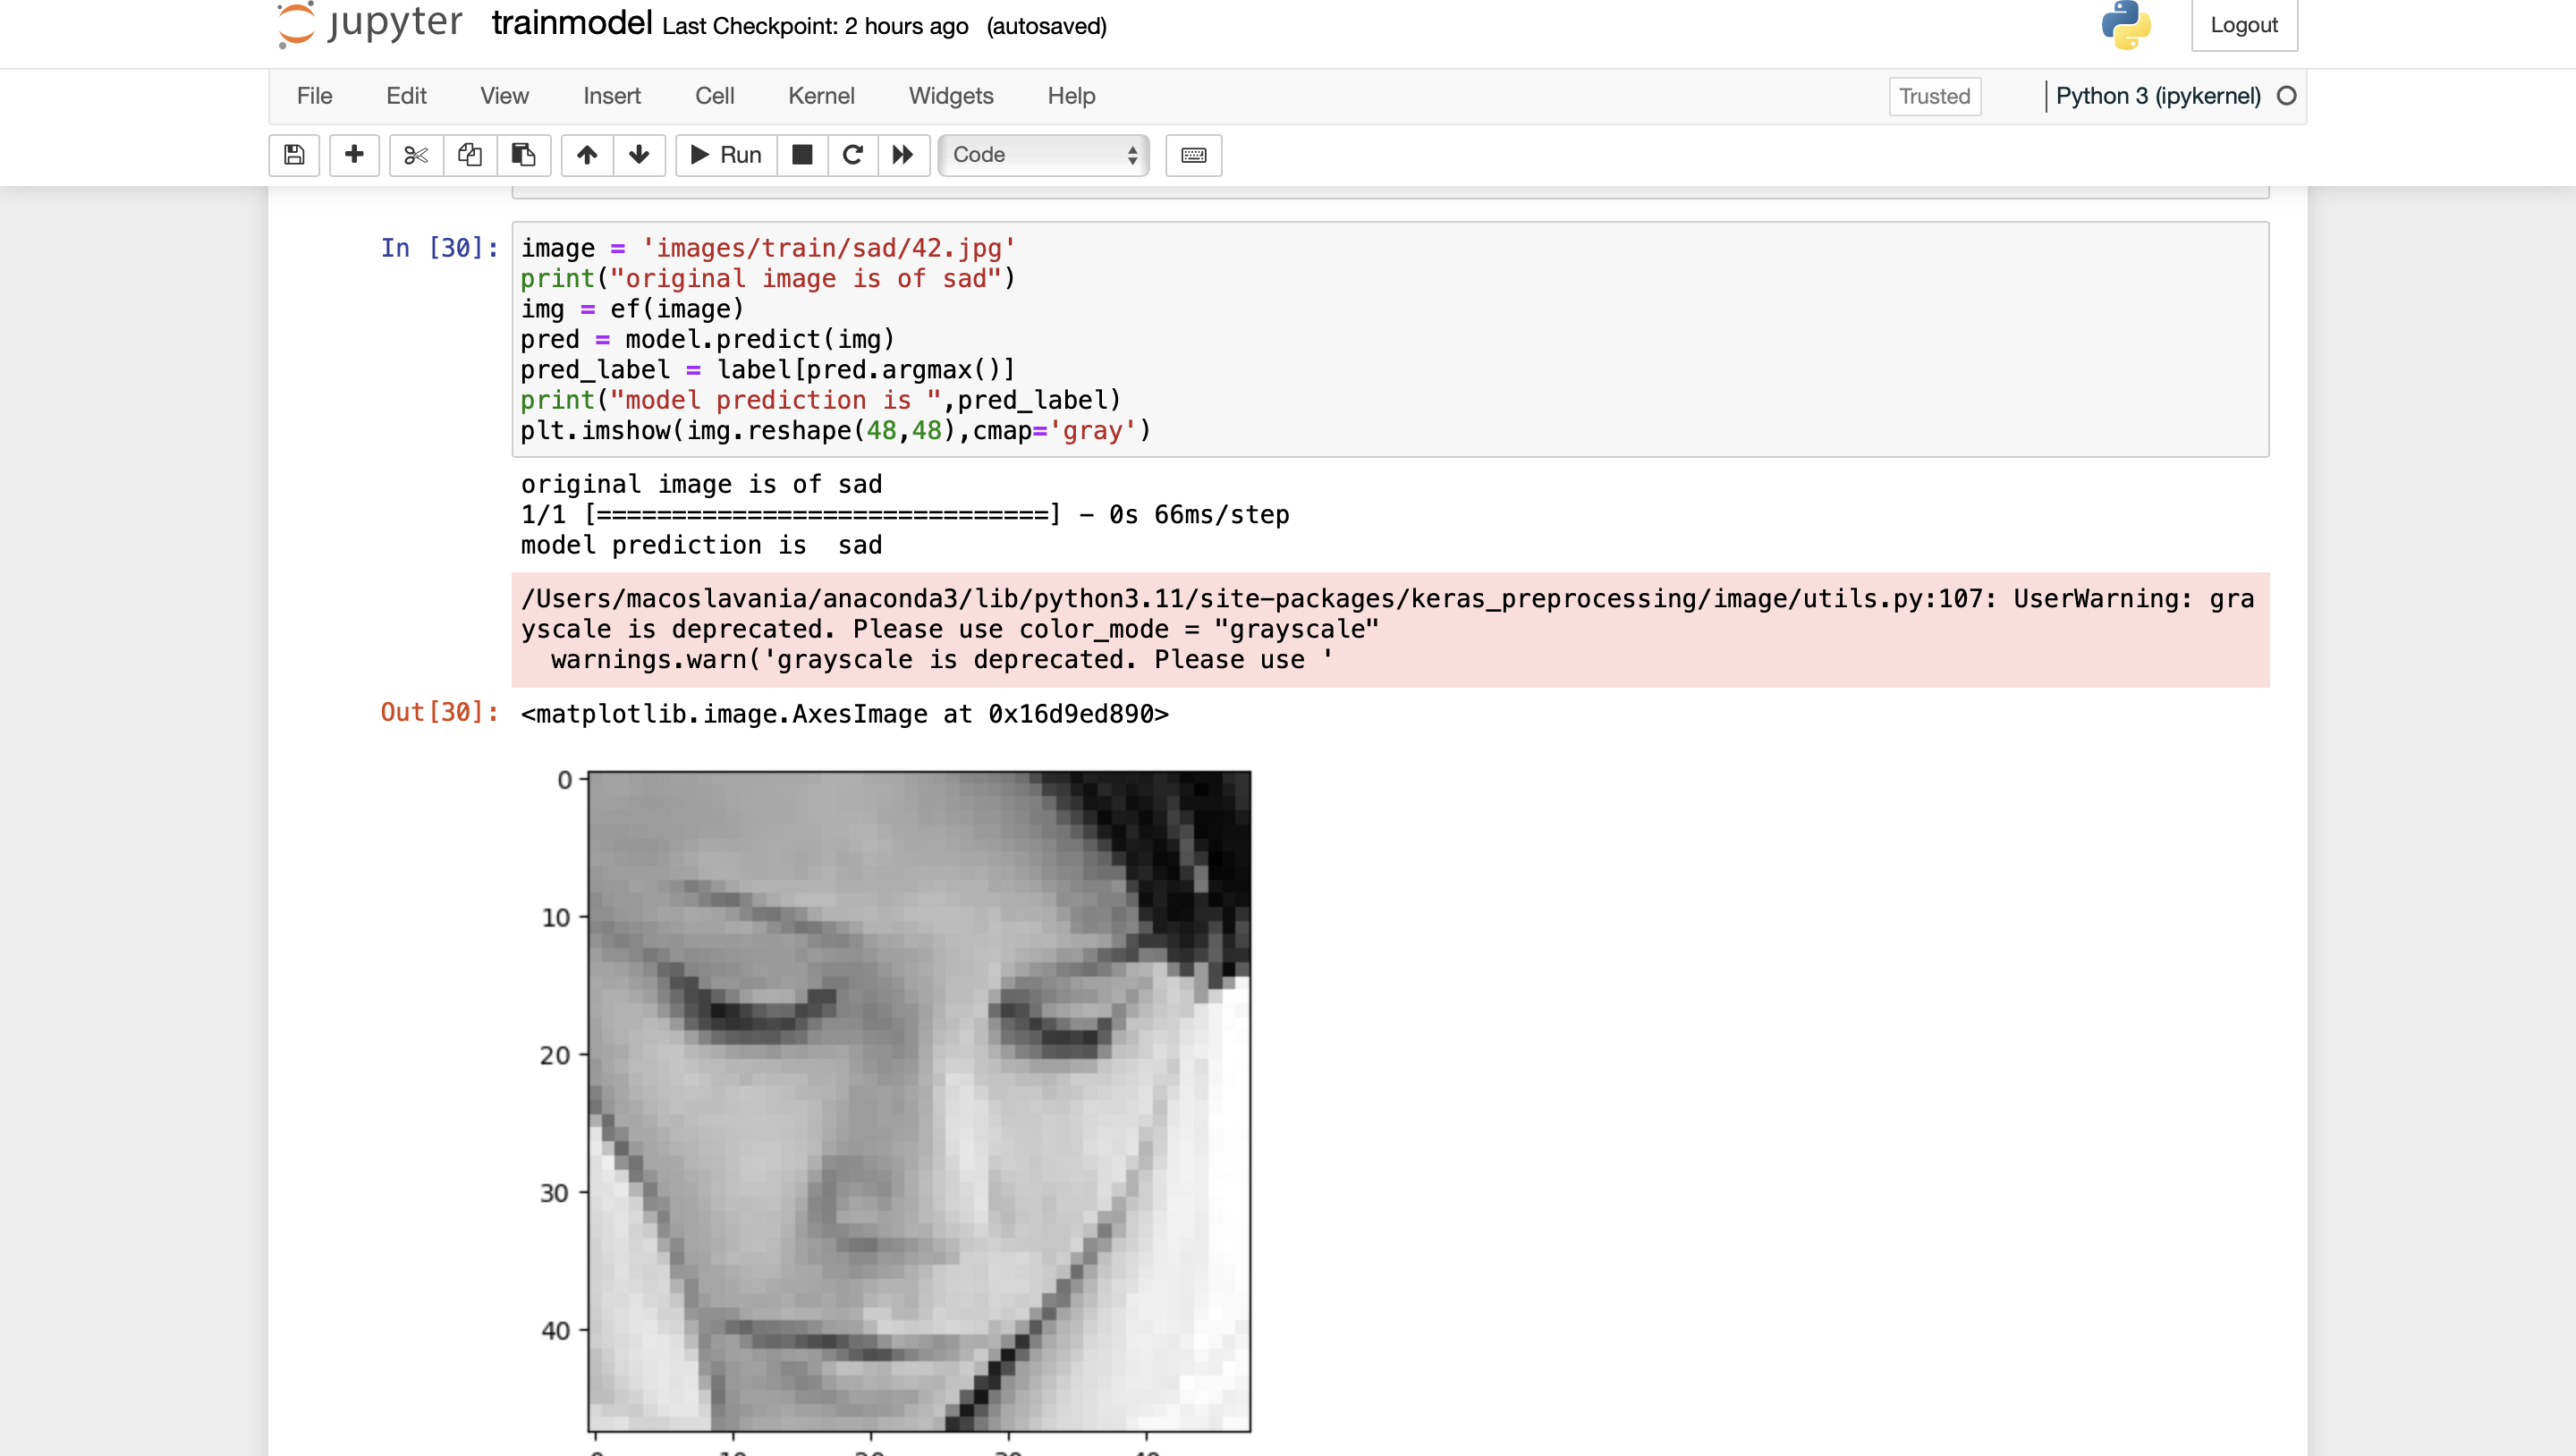 jupyter trainmodel Last Checkpoint: 2 hours ago (autosaved) Logout
File Edit View Insert Cell Kernel Widgets Help Trusted Python 3 (ipykernel)
Run Code
In [30]: image = 'images/train/sad/42.jpg'
print("original image is of sad")
img = ef(image)
pred = model.predict(img)
pred_label = label[pred.argmax()]
print("model prediction is ",pred_label)
plt.imshow(img.reshape(48,48),cmap='gray')
original image is of sad
1/1 [==============================] - 0s 66ms/step
model prediction is  sad
/Users/macoslavania/anaconda3/lib/python3.11/site-packages/keras_preprocessing/image/utils.py:107: UserWarning: gra
yscale is deprecated. Please use color_mode = "grayscale"
  warnings.warn('grayscale is deprecated. Please use '
Out[30]: <matplotlib.image.AxesImage at 0x16d9ed890>
0
10
20
30
40